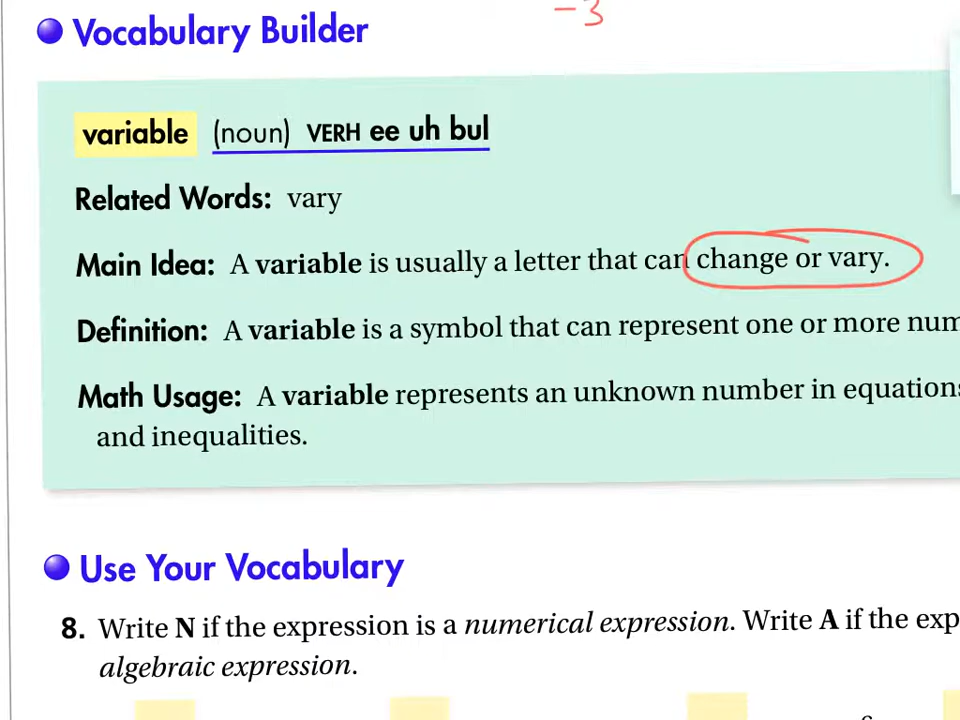 -3
Vocabulary Builder
variable (noun) VERH ee uh bul
Related Words: vary
Main Idea: A variable is usually a letter that can change or vary.
Definition: A variable is a symbol that can represent one or more num
Math Usage: A variable represents an unknown number in equations
and inequalities.
Use Your Vocabulary
8. Write N if the expression is a numerical expression. Write A if the exp
algebraic expression.